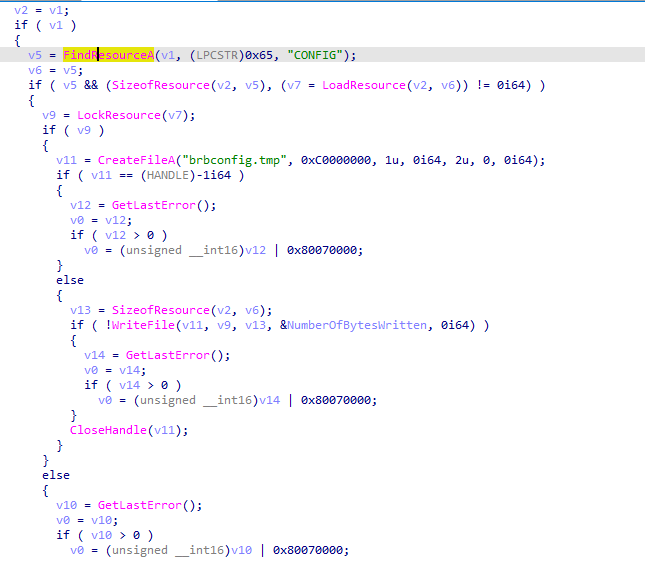 v2 = v1;
if ( v1 )
{
v5 = FindResourceA(v1, (LPCSTR)0x65, "CONFIG");
v6 = v5;
if ( v5 && (SizeofResource(v2, v5), (v7 = LoadResource(v2, v6)) != 0i64) )
{
v9 = LockResource(v7);
if ( v9 )
{
v11 = CreateFileA("brbconfig.tmp", 0xC0000000, 1u, 0i64, 2u, 0, 0i64);
if ( v11 == (HANDLE)-1i64 )
{
v12 = GetLastError();
v0 = v12;
if ( v12 > 0 )
v0 = (unsigned __int16)v12 | 0x80070000;
}
else
{
v13 = SizeofResource(v2, v6);
if ( !WriteFile(v11, v9, v13, &NumberOfBytesWritten, 0i64) )
{
v14 = GetLastError();
v0 = v14;
if ( v14 > 0 )
v0 = (unsigned __int16)v14 | 0x80070000;
}
CloseHandle(v11);
}
}
else
{
v10 = GetLastError();
v0 = v10;
if ( v10 > 0 )
v0 = (unsigned __int16)v10 | 0x80070000;